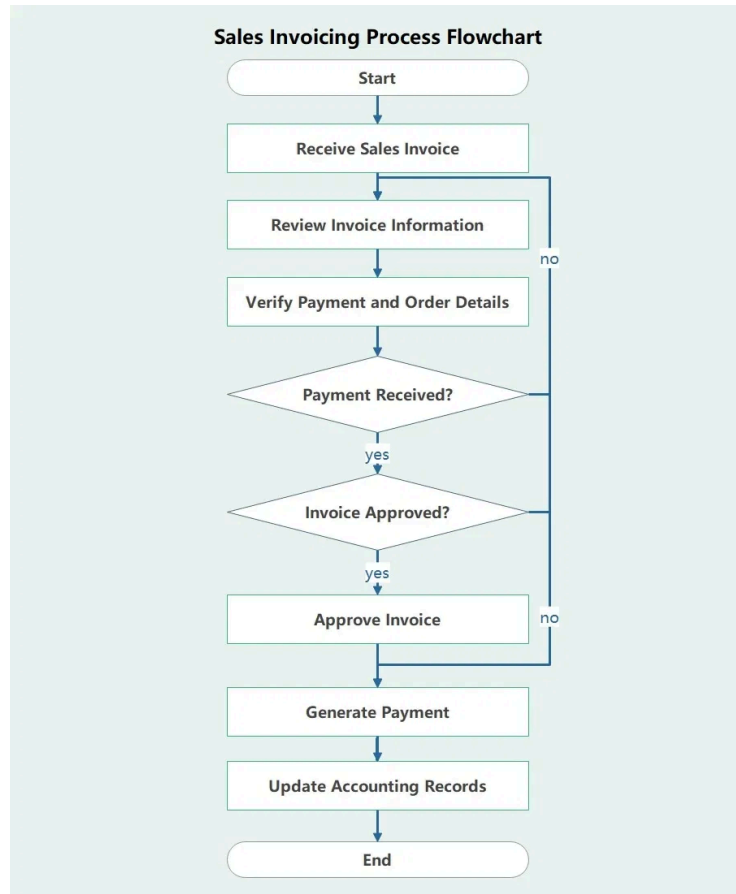 Sales Invoicing Process Flowchart
Start
Receive Sales Invoice
Review Invoice Information
no
Verify Payment and Order Details
Payment Received?
yes
Invoice Approved?
yes
Approve Invoice
no
Generate Payment
Update Accounting Records
End